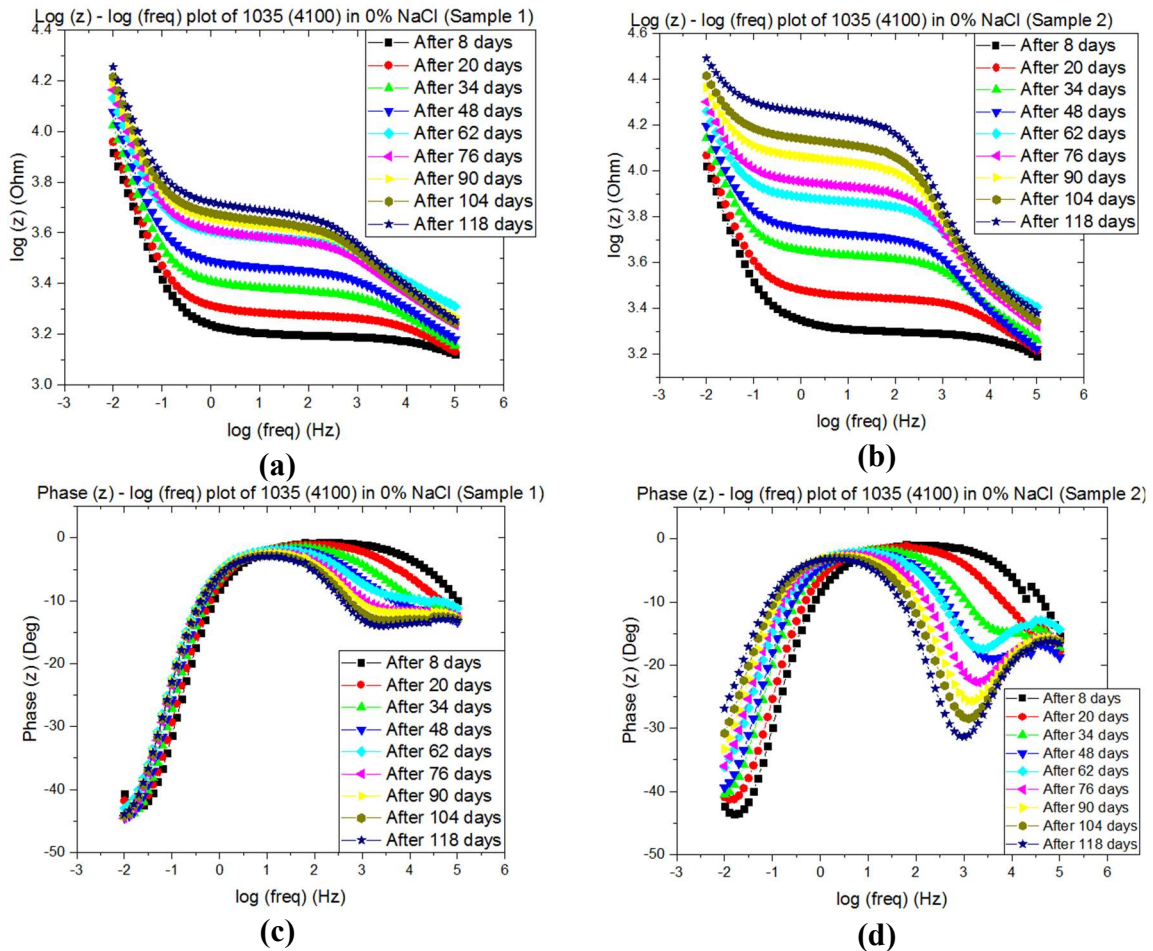 Log (z) - log (freq) plot of 1035 (4100) in 0% NaCl (Sample 1)
4.4
4.2
4.0
3.8
3.6
3.4
3.2
3.0
log (z) (Ohm)
After 8 days
After 20 days
After 34 days
After 48 days
After 62 days
After 76 days
After 90 days
After 104 days
After 118 days
-3 -2 -1 0 1 2 3 4 5 6
log (freq) (Hz)
(a)
Log (z) - log (freq) plot of 1035 (4100) in 0% NaCl (Sample 2)
4.6
4.4
4.2
4.0
3.8
3.6
3.4
3.2
log (z) (Ohm)
After 8 days
After 20 days
After 34 days
After 48 days
After 62 days
After 76 days
After 90 days
After 104 days
After 118 days
-3 -2 -1 0 1 2 3 4 5 6
log (freq) (Hz)
(b)
Phase (z) - log (freq) plot of 1035 (4100) in 0% NaCl (Sample 1)
0
-10
-20
-30
-40
-50
Phase (z) (Deg)
After 8 days
After 20 days
After 34 days
After 48 days
After 62 days
After 76 days
After 90 days
After 104 days
After 118 days
-3 -2 -1 0 1 2 3 4 5 6
log (freq) (Hz)
(c)
Phase (z) - log (freq) plot of 1035 (4100) in 0% NaCl (Sample 2)
0
-10
-20
-30
-40
-50
Phase (z) (Deg)
After 8 days
After 20 days
After 34 days
After 48 days
After 62 days
After 76 days
After 90 days
After 104 days
After 118 days
-3 -2 -1 0 1 2 3 4 5 6
log (freq) (Hz)
(d)